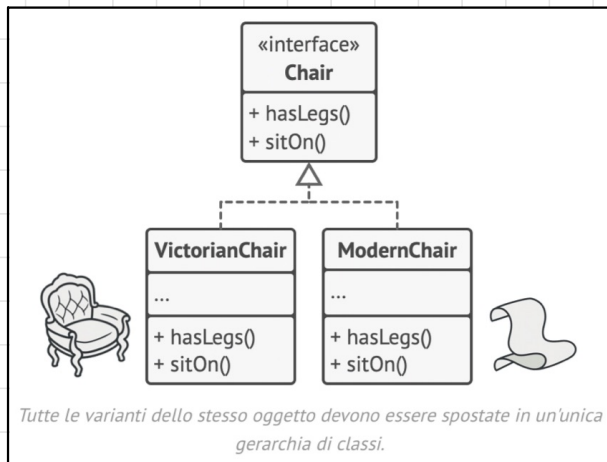 «interface»
Chair
+ hasLegs()
+ sitOn()
VictorianChair
...
+ hasLegs()
+ sitOn()
ModernChair
...
+ hasLegs()
+ sitOn()
Tutte le varianti dello stesso oggetto devono essere spostate in un'unica
gerarchia di classi.